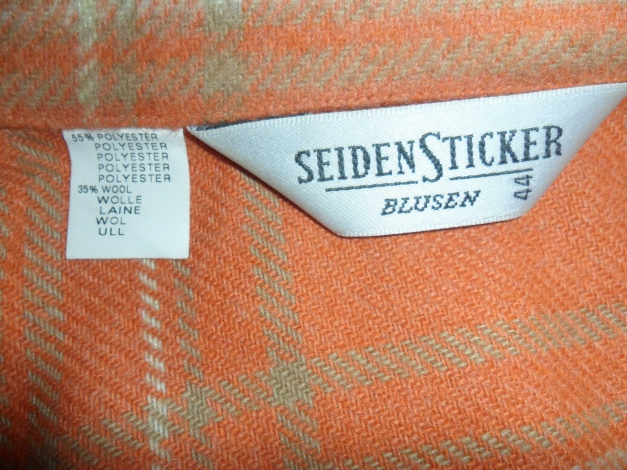 55% POLYESTER
POLYESTER
POLYESTER
POLYESTER
POLYESTER
35% WOOL
WOLLE
LAINE
WOL
ULL
SEIDENSTICKER
BLUSEN
44